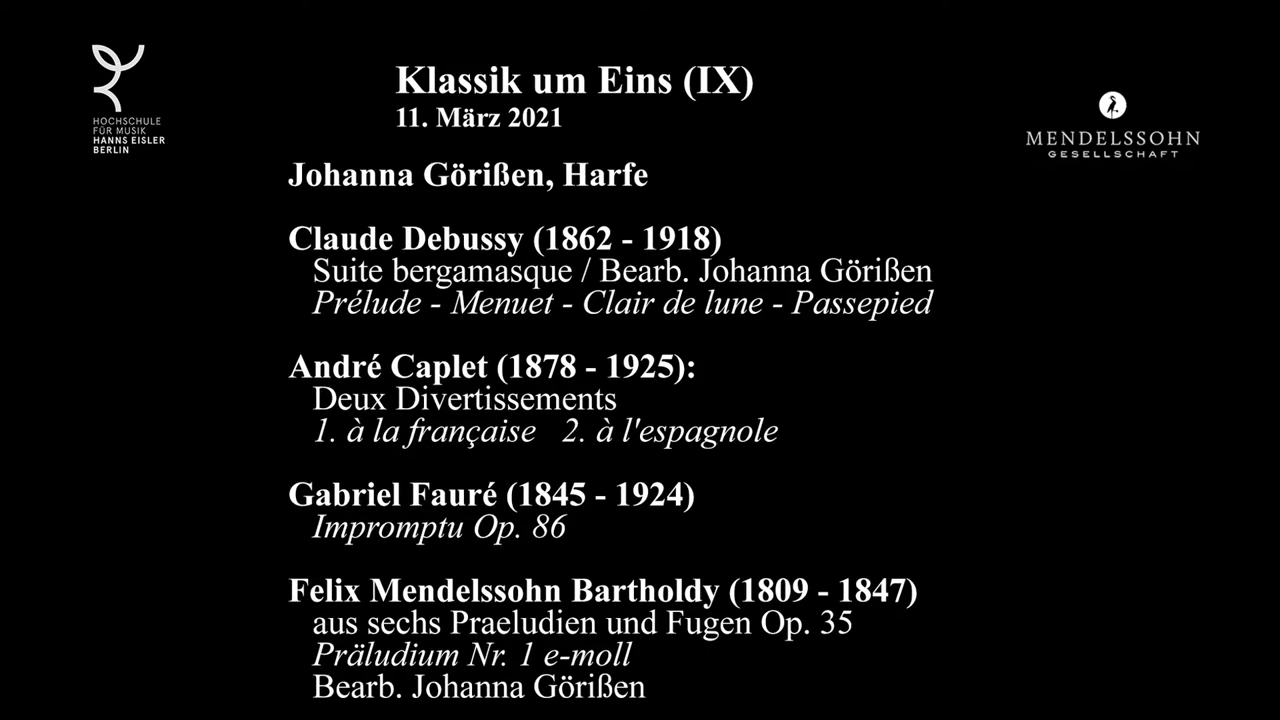 HOCHSCHULE
FÜR MUSIK
HANNS EISLER
BERLIN
Klassik um Eins (IX)
11. März 2021
MENDELSSOHN
GESELLSCHAFT
Johanna Görißen, Harfe
Claude Debussy (1862 - 1918)
Suite bergamasque / Bearb. Johanna Görißen
Prélude - Menuet - Clair de lune - Passepied
André Caplet (1878 - 1925):
Deux Divertissements
1. à la française 2. à l'espagnole
Gabriel Fauré (1845 - 1924)
Impromptu Op. 86
Felix Mendelssohn Bartholdy (1809 - 1847)
aus sechs Praeludien und Fugen Op. 35
Präludium Nr. 1 e-moll
Bearb. Johanna Görißen